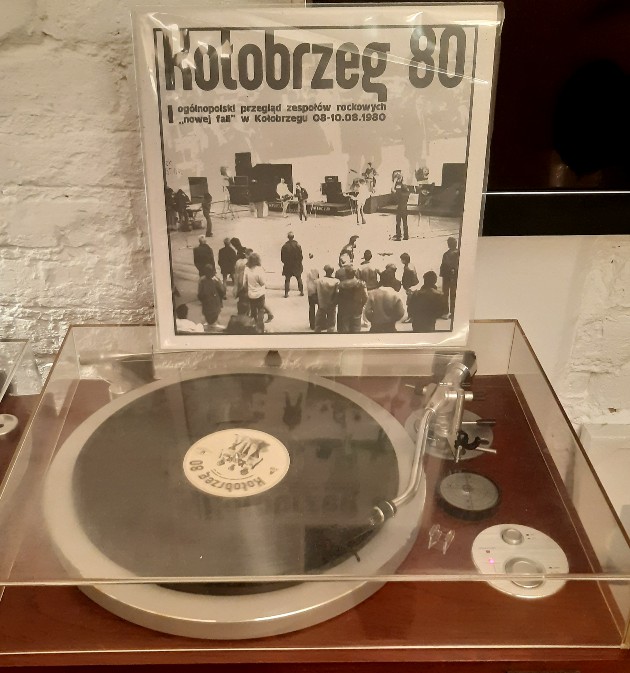 Kołobrzeg 80
I ogólnopolski przegląd zespołów rockowych
„nowej fali" w Kołobrzegu 08-10.08.1980
Kołobrzeg 80